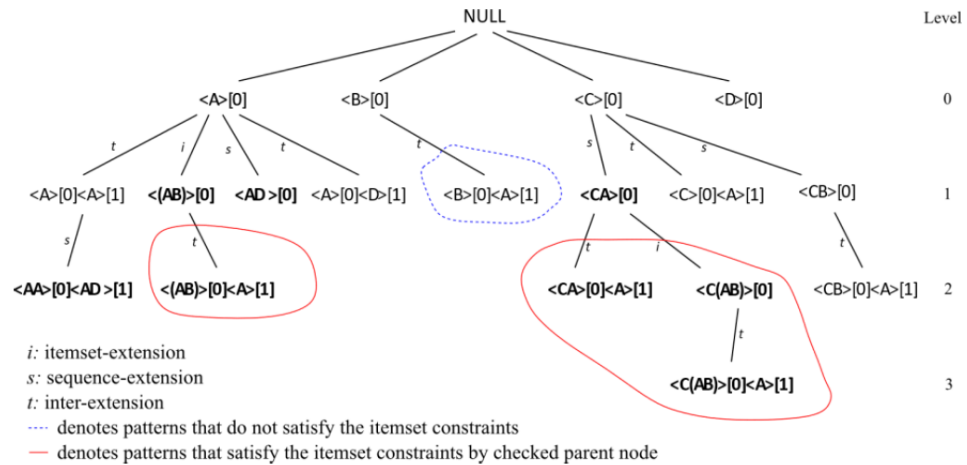 NULL Level
<A>[0] <B>[0] <C>[0] <D>[0] 0
t i s t t s t s
<A>[0]<A>[1] <(AB)>[0] <AD >[0] <A>[0]<D>[1] <B>[0]<A>[1] <CA>[0] <C>[0]<A>[1] <CB>[0] 1
s t t i t
<AA>[0]<AD >[1] <(AB)>[0]<A>[1] <CA>[0]<A>[1] <C(AB)>[0] <CB>[0]<A>[1] 2
t
<C(AB)>[0]<A>[1] 3
i: itemset-extension
s: sequence-extension
t: inter-extension
denotes patterns that do not satisfy the itemset constraints
denotes patterns that satisfy the itemset constraints by checked parent node